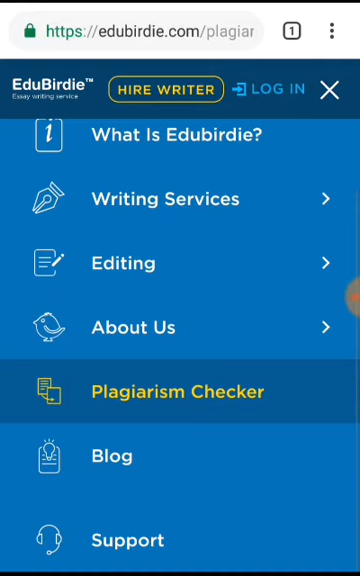 https://edubirdie.com/plagiar
1
EduBirdie™
Essay writing service
HIRE WRITER
LOG IN
i
What Is Edubirdie?
Writing Services
Editing
About Us
Plagiarism Checker
Blog
Support